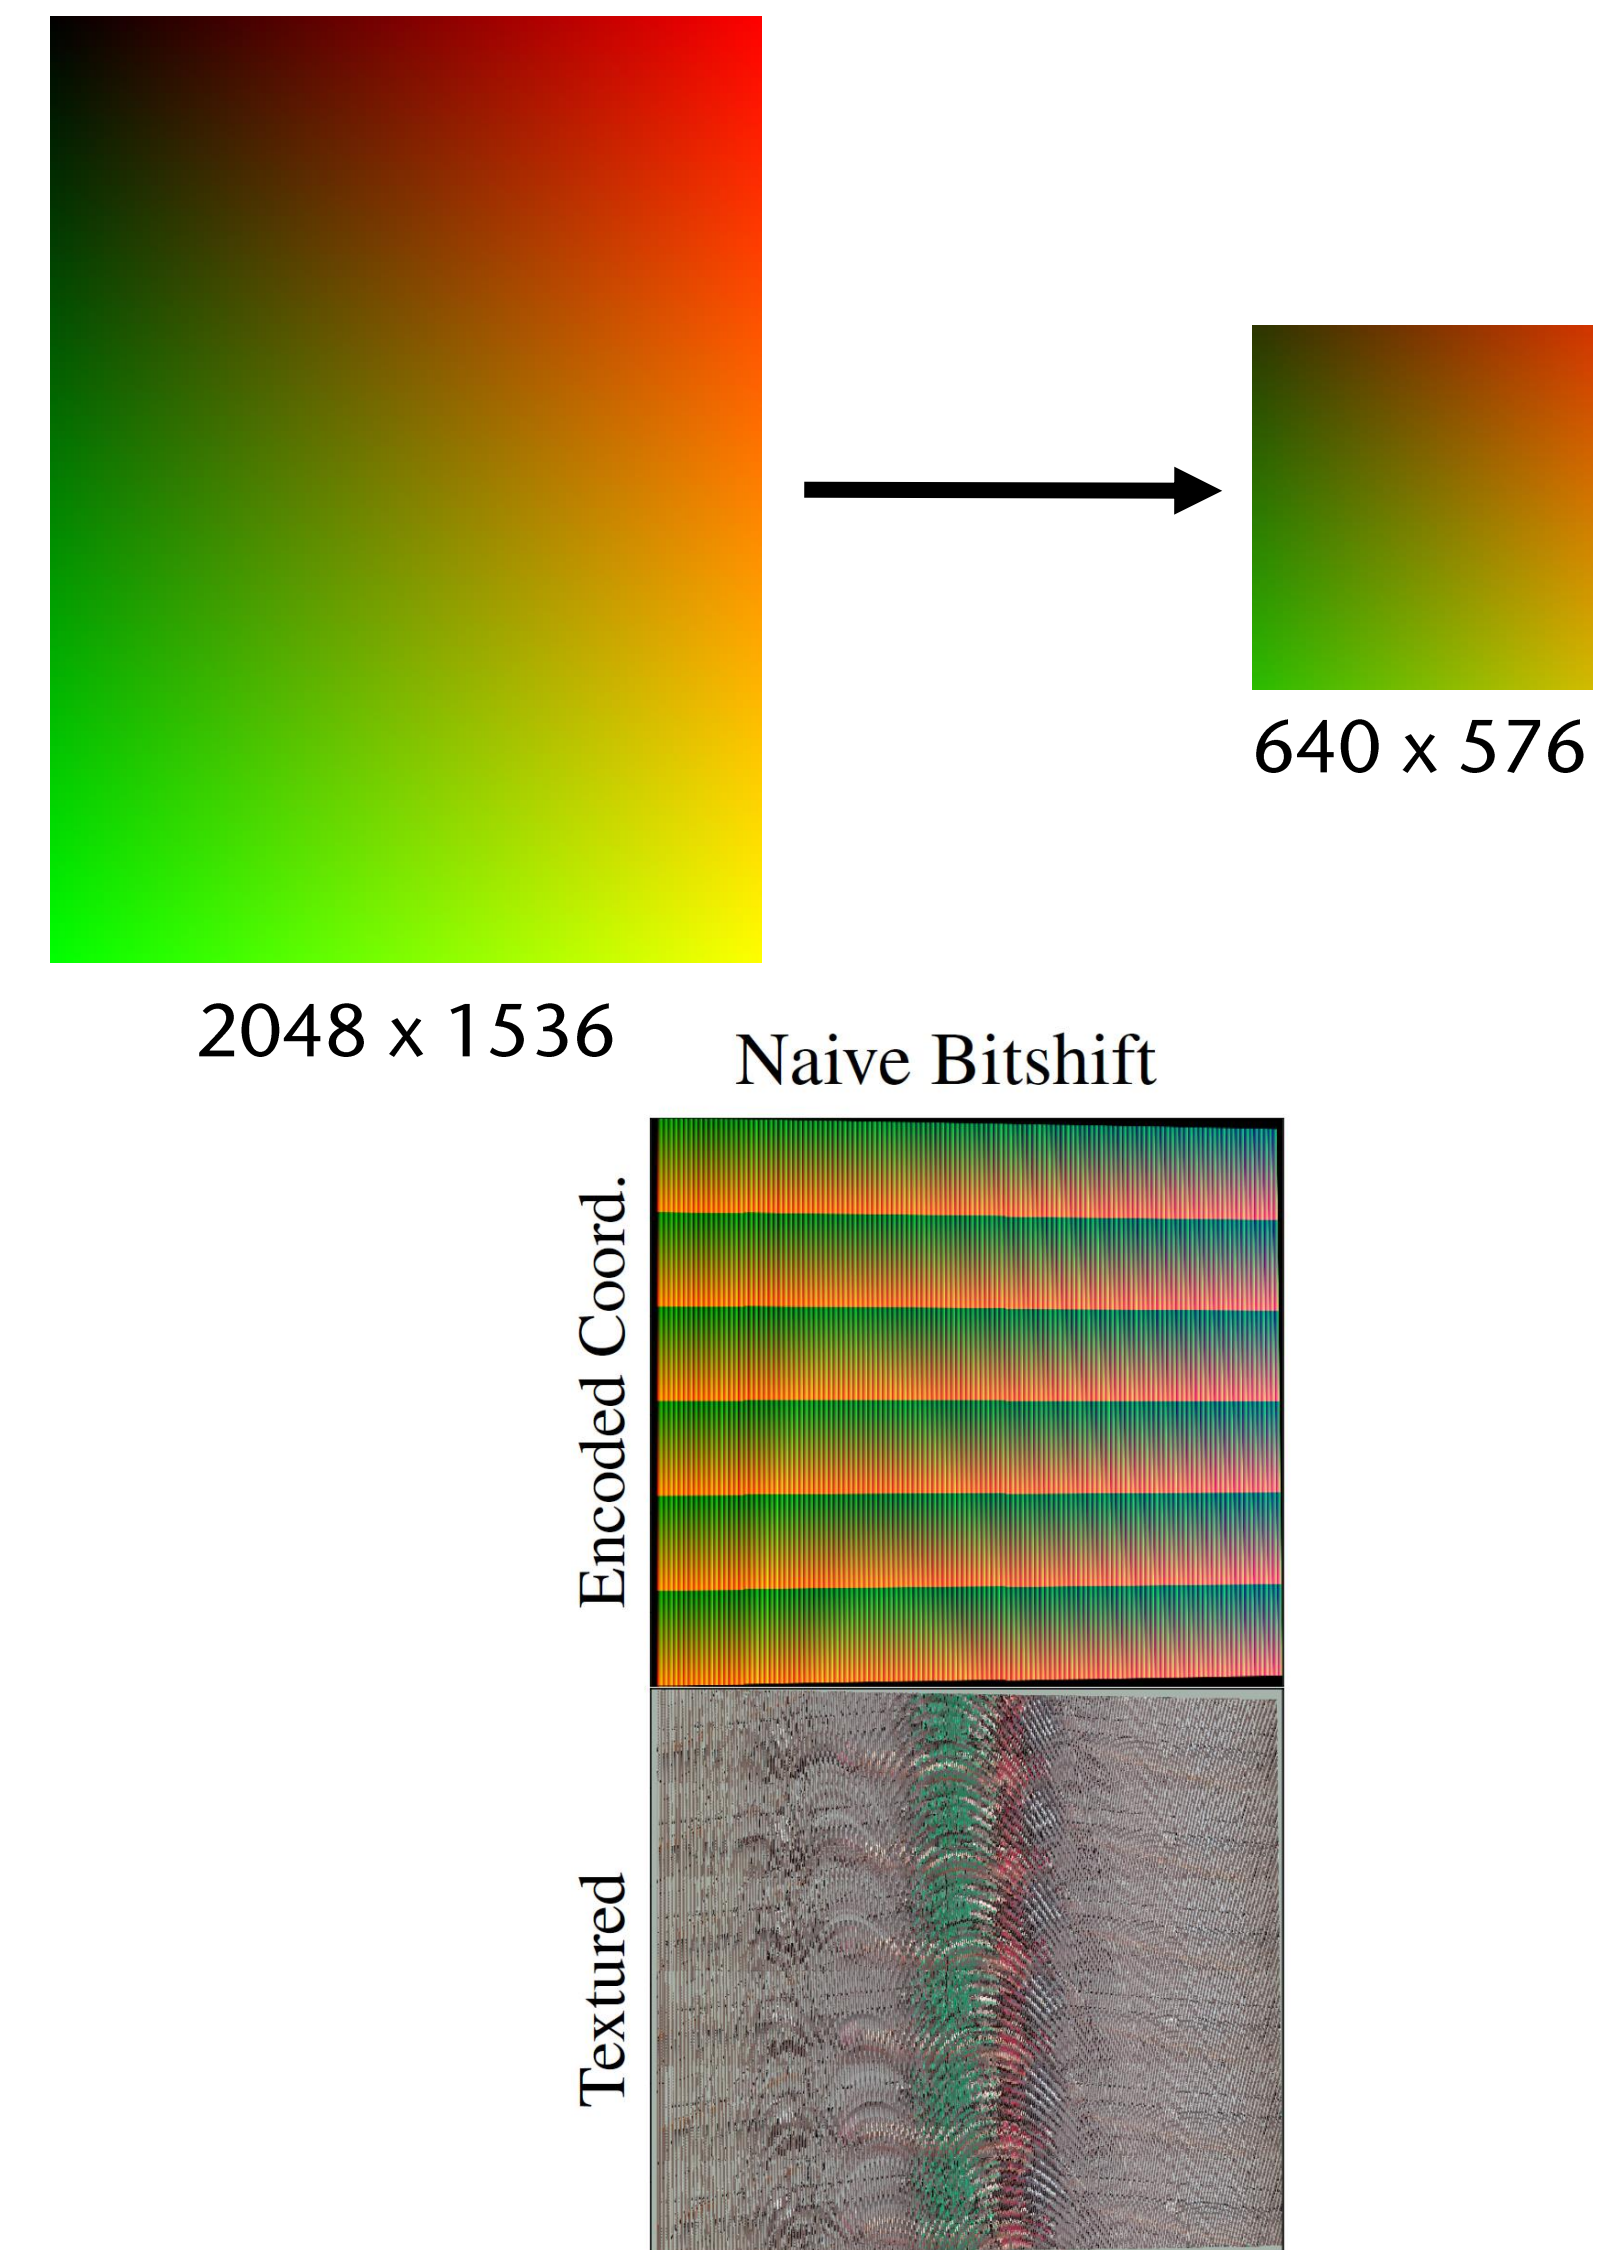 640 x 576
2048 x 1536
Naive Bitshift
Encoded Coord.
Textured